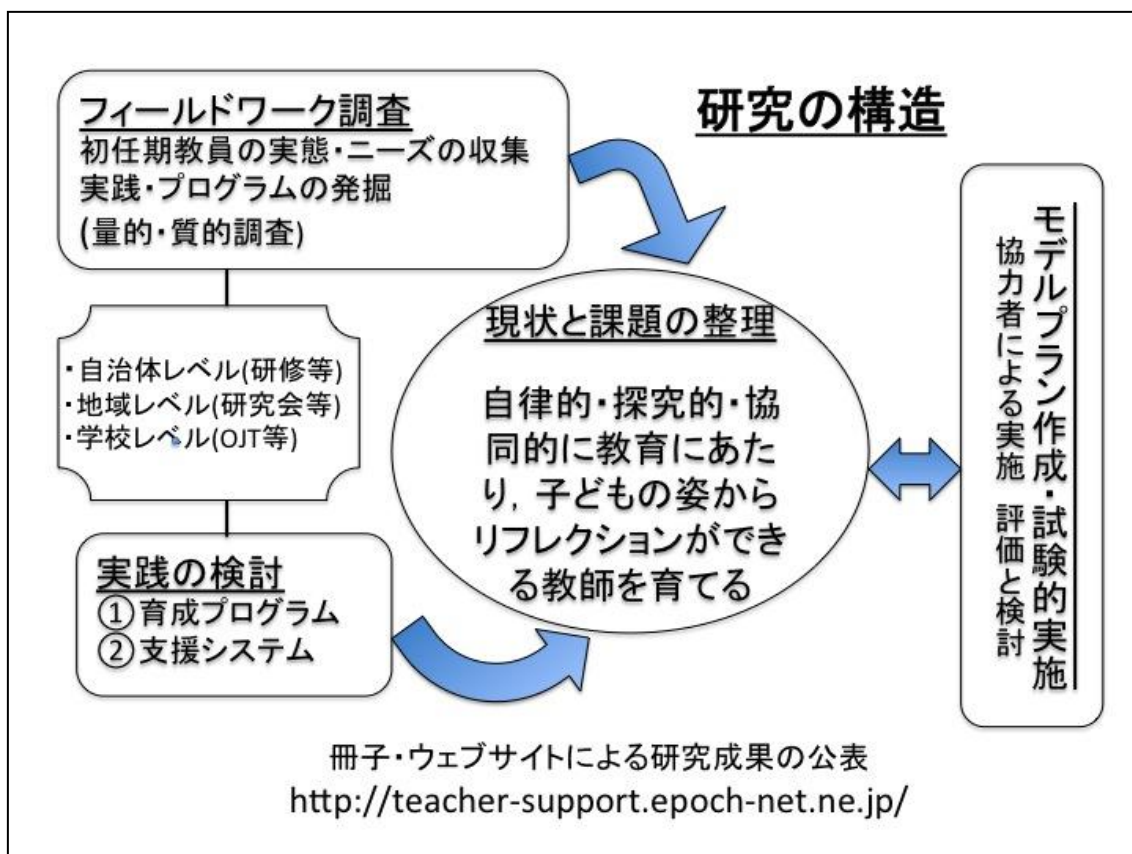 研究の構造
フィールドワーク調査
初任期教員の実態・ニーズの収集
実践・プログラムの発掘
(量的・質的調査)
・自治体レベル(研修等)
・地域レベル(研究会等)
・学校レベル(OJT等)
実践の検討
①育成プログラム
②支援システム
現状と課題の整理
自律的・探究的・協
同的に教育にあた
り，子どもの姿から
リフレクションができ
る教師を育てる
モデルプラン作成・試験的実施
協力者による実施 評価と検討
冊子・ウェブサイトによる研究成果の公表
http://teacher-support.epoch-net.ne.jp/